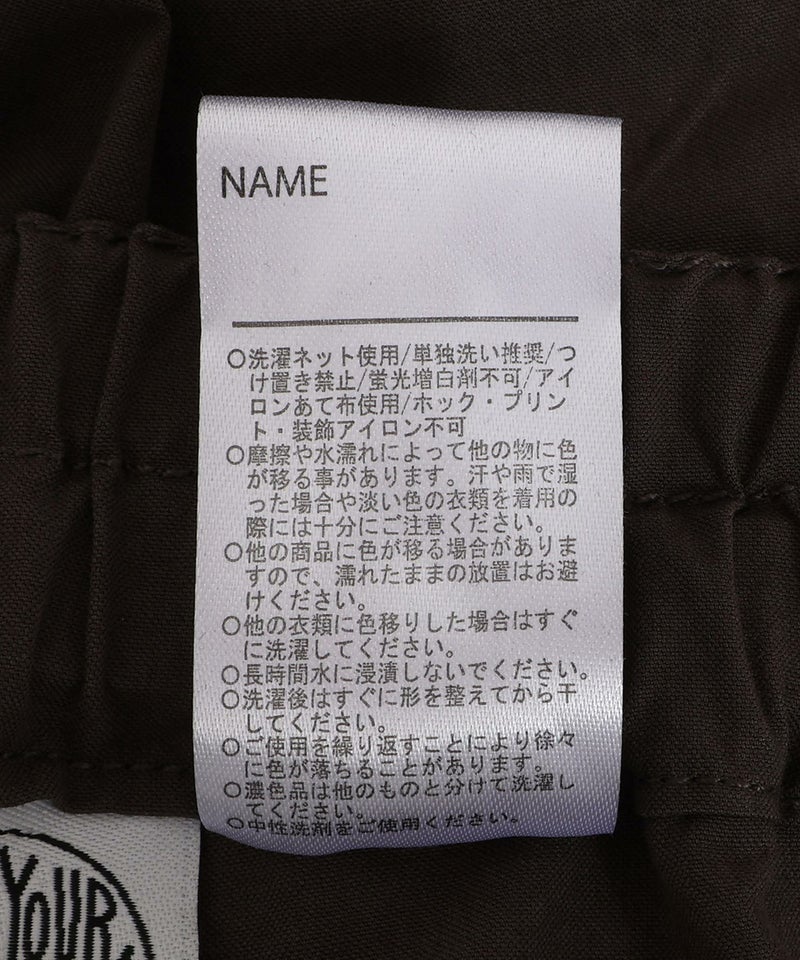 NAME
○洗濯ネット使用/単独洗い推奨/つ
け置き禁止/蛍光増白剤不可/アイ
ロンあて布使用/ホック・プリン
ト・装飾アイロン不可
○摩擦や水濡れによって他の物に色
が移る事があります。汗や雨で湿
った場合や淡い色の衣類を着用の
際には十分にご注意ください。
○他の商品に色が移る場合がありま
すので、濡れたままの放置はお避
けください。
○他の衣類に色移りした場合はすぐ
に洗濯してください。
○長時間水に浸漬しないでください。
○洗濯後はすぐに形を整えてから干
してください。
○ご使用を繰り返すことにより徐々
に色が落ちることがあります。
○濃色品は他のものと分けて洗濯し
てください。
○中性洗剤をご使用ください。
YOUR